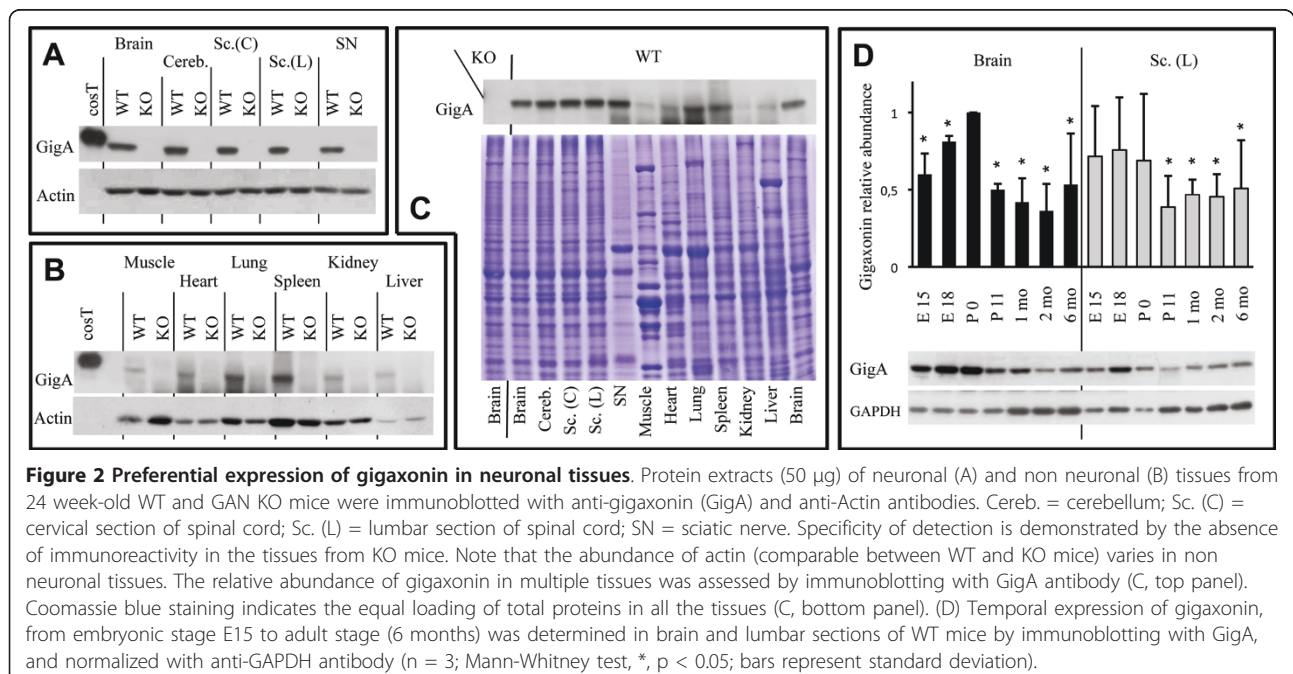 A
Brain
Sc.(C)
SN
Cereb.
Sc.(L)
cosT
WT
KO
WT
KO
WT
KO
WT
KO
WT
KO
GigA
Actin
B
Muscle
Lung
Kidney
Heart
Spleen
Liver
cosT
WT
KO
WT
KO
WT
KO
WT
KO
WT
KO
WT
KO
GigA
Actin
C
KO
WT
GigA
Brain
Brain
Cereb.
Sc. (C)
Sc. (L)
SN
Muscle
Heart
Lung
Spleen
Kidney
Liver
Brain
D
Brain
Sc. (L)
Gigaxonin relative abundance
1
0,5
0
*
*
*
*
*
*
*
*
*
*
E 15
E 18
P 0
P 11
1 mo
2 mo
6 mo
E 15
E 18
P 0
P 11
1 mo
2 mo
6 mo
GigA
GAPDH
Figure 2 Preferential expression of gigaxonin in neuronal tissues. Protein extracts (50 μg) of neuronal (A) and non neuronal (B) tissues from
24 week-old WT and GAN KO mice were immunoblotted with anti-gigaxonin (GigA) and anti-Actin antibodies. Cereb. = cerebellum; Sc. (C) =
cervical section of spinal cord; Sc. (L) = lumbar section of spinal cord; SN = sciatic nerve. Specificity of detection is demonstrated by the absence
of immunoreactivity in the tissues from KO mice. Note that the abundance of actin (comparable between WT and KO mice) varies in non
neuronal tissues. The relative abundance of gigaxonin in multiple tissues was assessed by immunoblotting with GigA antibody (C, top panel).
Coomassie blue staining indicates the equal loading of total proteins in all the tissues (C, bottom panel). (D) Temporal expression of gigaxonin,
from embryonic stage E15 to adult stage (6 months) was determined in brain and lumbar sections of WT mice by immunoblotting with GigA,
and normalized with anti-GAPDH antibody (n = 3; Mann-Whitney test, *, p < 0.05; bars represent standard deviation).